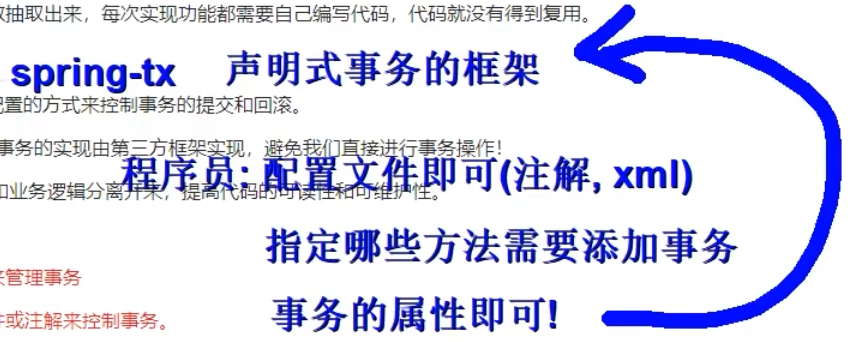 抽取出来，每次实现功能都需要自己编写代码，代码就没有得到复用。
spring-tx 声明式事务的框架
配置的方式来控制事务的提交和回滚。
事务的实现由第三方框架实现，避免我们直接进行事务操作！
程序员: 配置文件即可(注解, xml)
和业务逻辑分离开来，提高代码的可读性和可维护性。
指定哪些方法需要添加事务
来管理事务
事务的属性即可!
件或注解来控制事务。